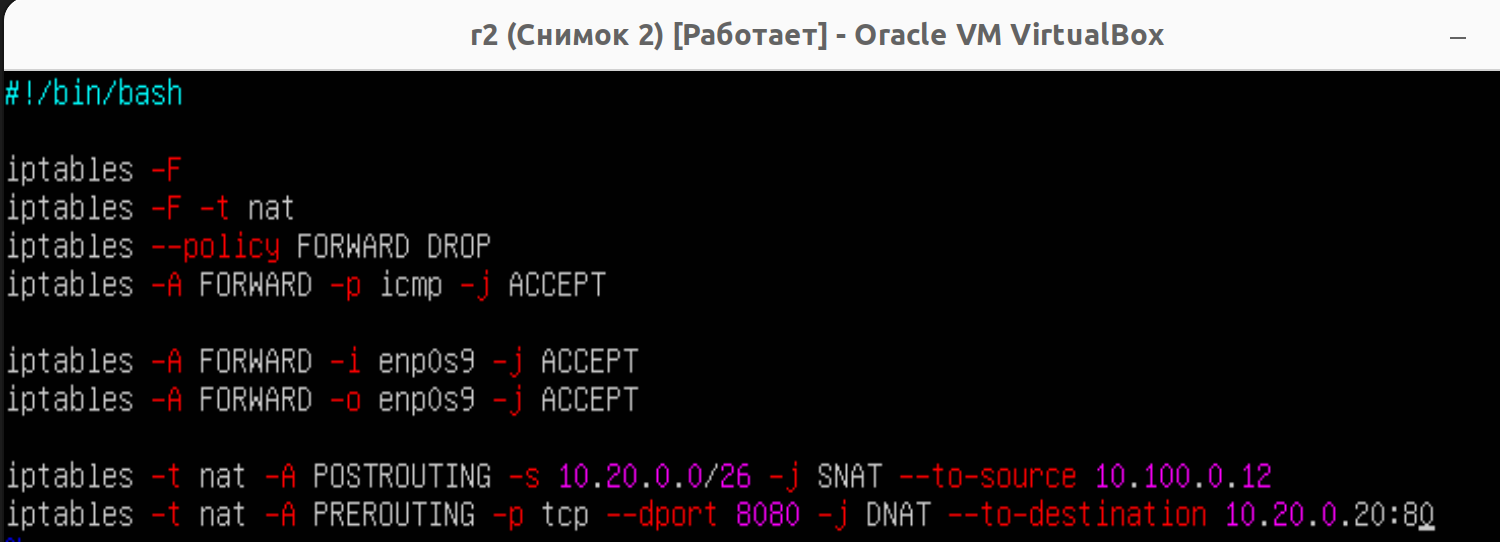 r2 (Снимок 2) [Работает] - Oracle VM VirtualBox
#!/bin/bash
iptables -F
iptables -F -t nat
iptables --policy FORWARD DROP
iptables -A FORWARD -p icmp -j ACCEPT
iptables -A FORWARD -i enp0s9 -j ACCEPT
iptables -A FORWARD -o enp0s9 -j ACCEPT
iptables -t nat -A POSTROUTING -s 10.20.0.0/26 -j SNAT --to-source 10.100.0.12
iptables -t nat -A PREROUTING -p tcp --dport 8080 -j DNAT --to-destination 10.20.0.20:80